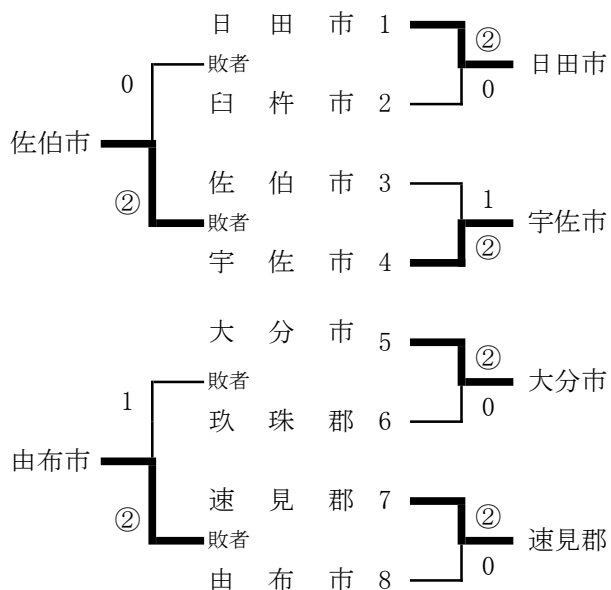 日田市 1 ②
敗者 日田市
0 0
臼杵市 2
佐伯市
佐伯市 3
② 1
敗者 宇佐市
②
宇佐市 4
大分市 5
②
敗者 大分市
1 0
玖珠郡 6
由布市
速見郡 7
② ②
敗者 速見郡
0
由布市 8